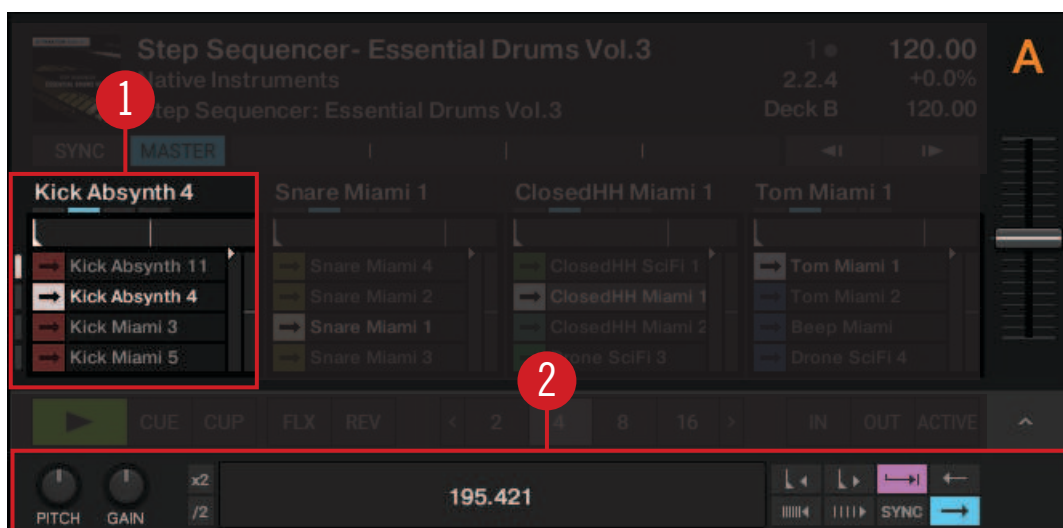 Step Sequencer- Essential Drums Vol.3
1
120.00
A
Native Instruments
2.2.4
+0.0%
Step Sequencer: Essential Drums Vol.3
Deck B
120.00
1
SYNC MASTER
Kick Absynth 4
Snare Miami 1
ClosedHH Miami 1
Tom Miami 1
Kick Absynth 11
Kick Absynth 4
Kick Miami 3
Kick Miami 5
Snare Miami 4
Snare Miami 2
Snare Miami 1
Snare Miami 3
ClosedHH SciFi 1
ClosedHH Miami 1
ClosedHH Miami 2
Drone SciFi 3
Tom Miami 1
Tom Miami 2
Beep Miami
Drone SciFi 4
2
CUE CUP FLX REV < 2 4 8 16 > IN OUT ACTIVE
PITCH GAIN
x2
/2
195.421
SYNC